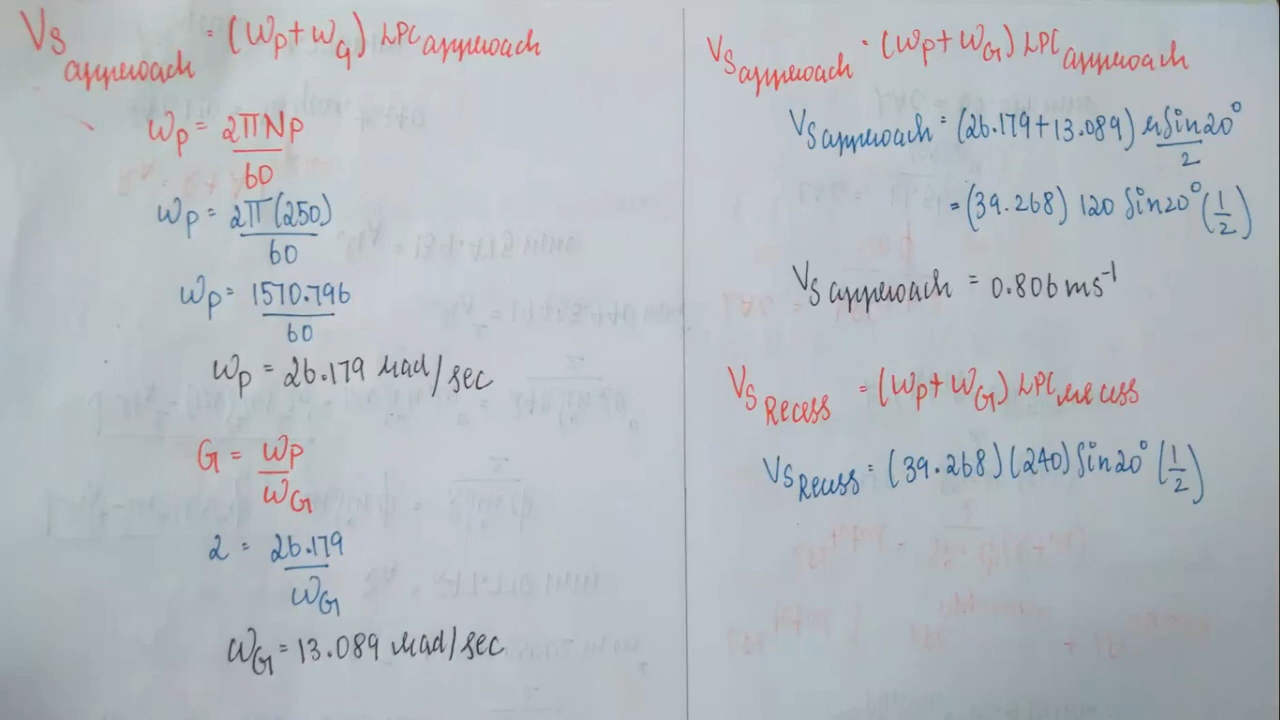 Vs approach = (ωp+ωG) LPC approach
ωp = 2πNp / 60
ωp = 2π(250) / 60
ωp = 1570.796 / 60
ωp = 26.179 rad/sec
G = ωp / ωG
2 = 26.179 / ωG
ωG = 13.089 rad/sec
Vs approach = (ωp+ωG) LPC approach
Vs approach = (26.179+13.089) r Sin20° / 2
= (39.268) 120 Sin20° (1/2)
Vs approach = 0.806 ms⁻¹
Vs Recess = (ωp+ωG) LPC recess
Vs Recess = (39.268)(240) Sin20° (1/2)